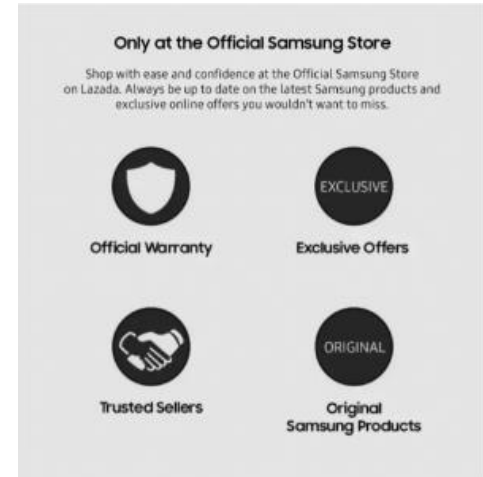 Only at the Official Samsung Store
Shop with ease and confidence at the Official Samsung Store
on Lazada. Always be up to date on the latest Samsung products and
exclusive online offers you wouldn't want to miss.
EXCLUSIVE
Official Warranty
Exclusive Offers
ORIGINAL
Trusted Sellers
Original
Samsung Products